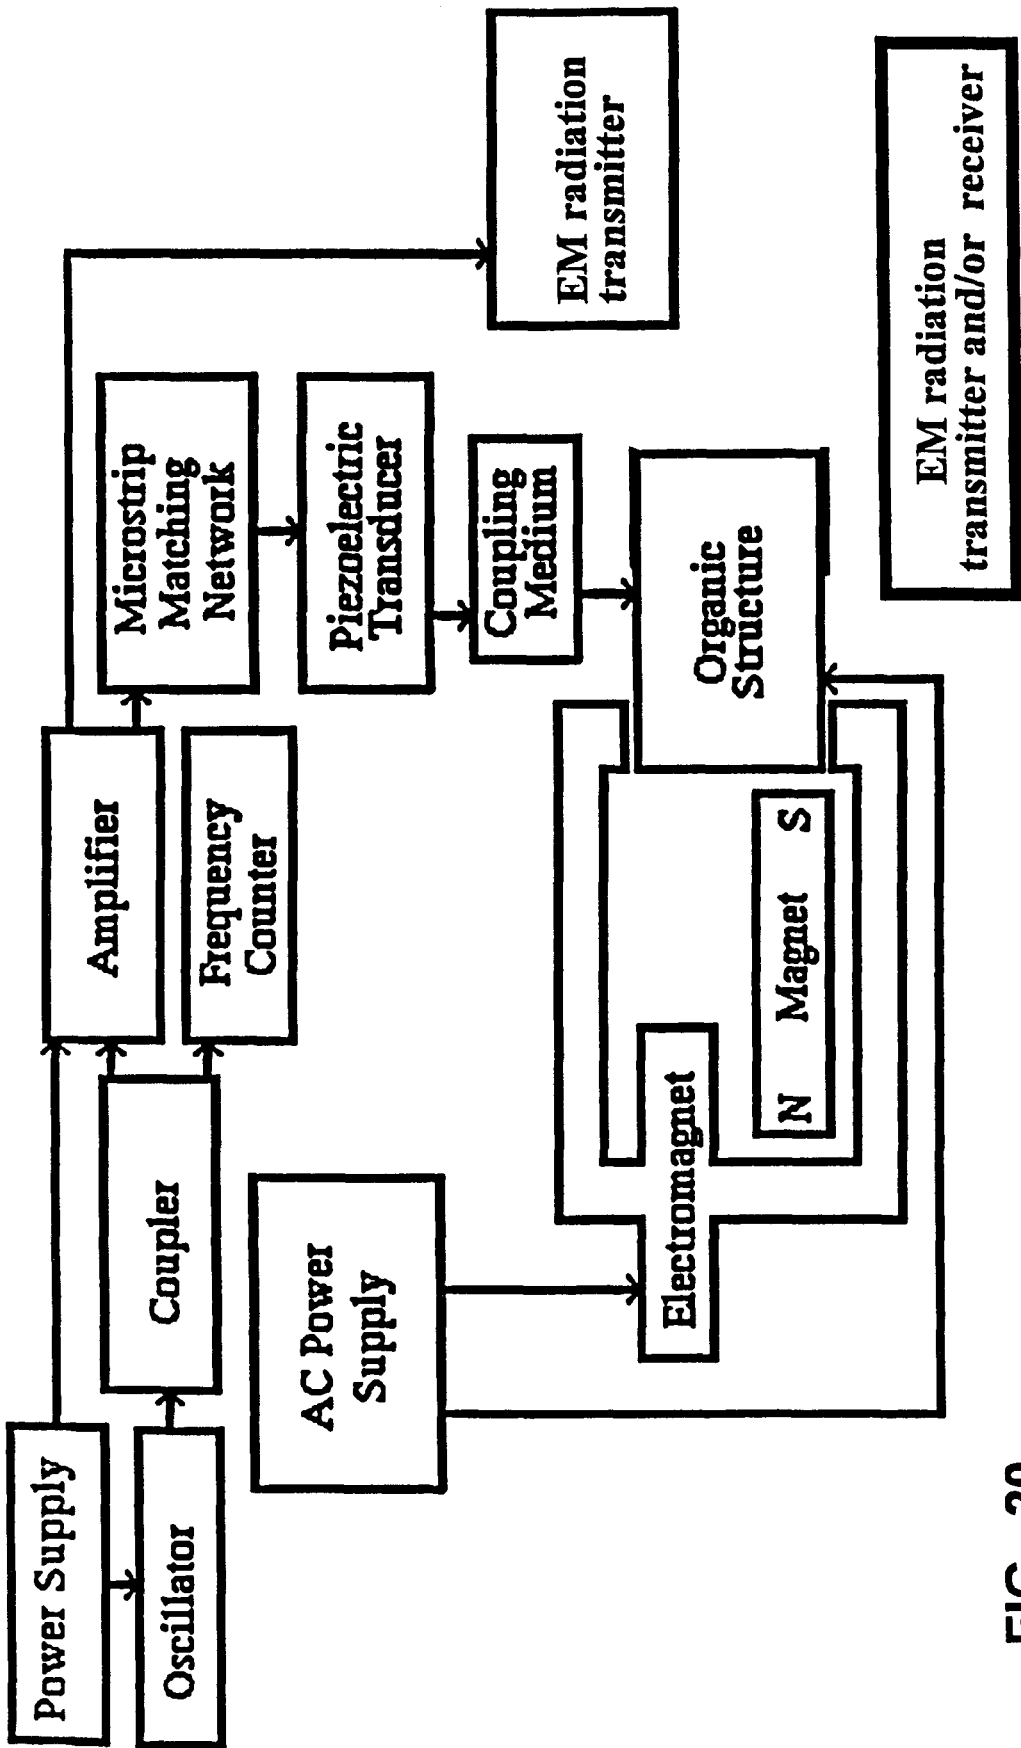 Power Supply
Oscillator
Coupler
Amplifier
Frequency
Counter
Microstrip
Matching
Network
Piezoelectric
Transducer
Coupling
Medium
EM radiation
transmitter
AC Power
Supply
Electromagnet
N Magnet S
Organic
Structure
EM radiation
transmitter and/or receiver